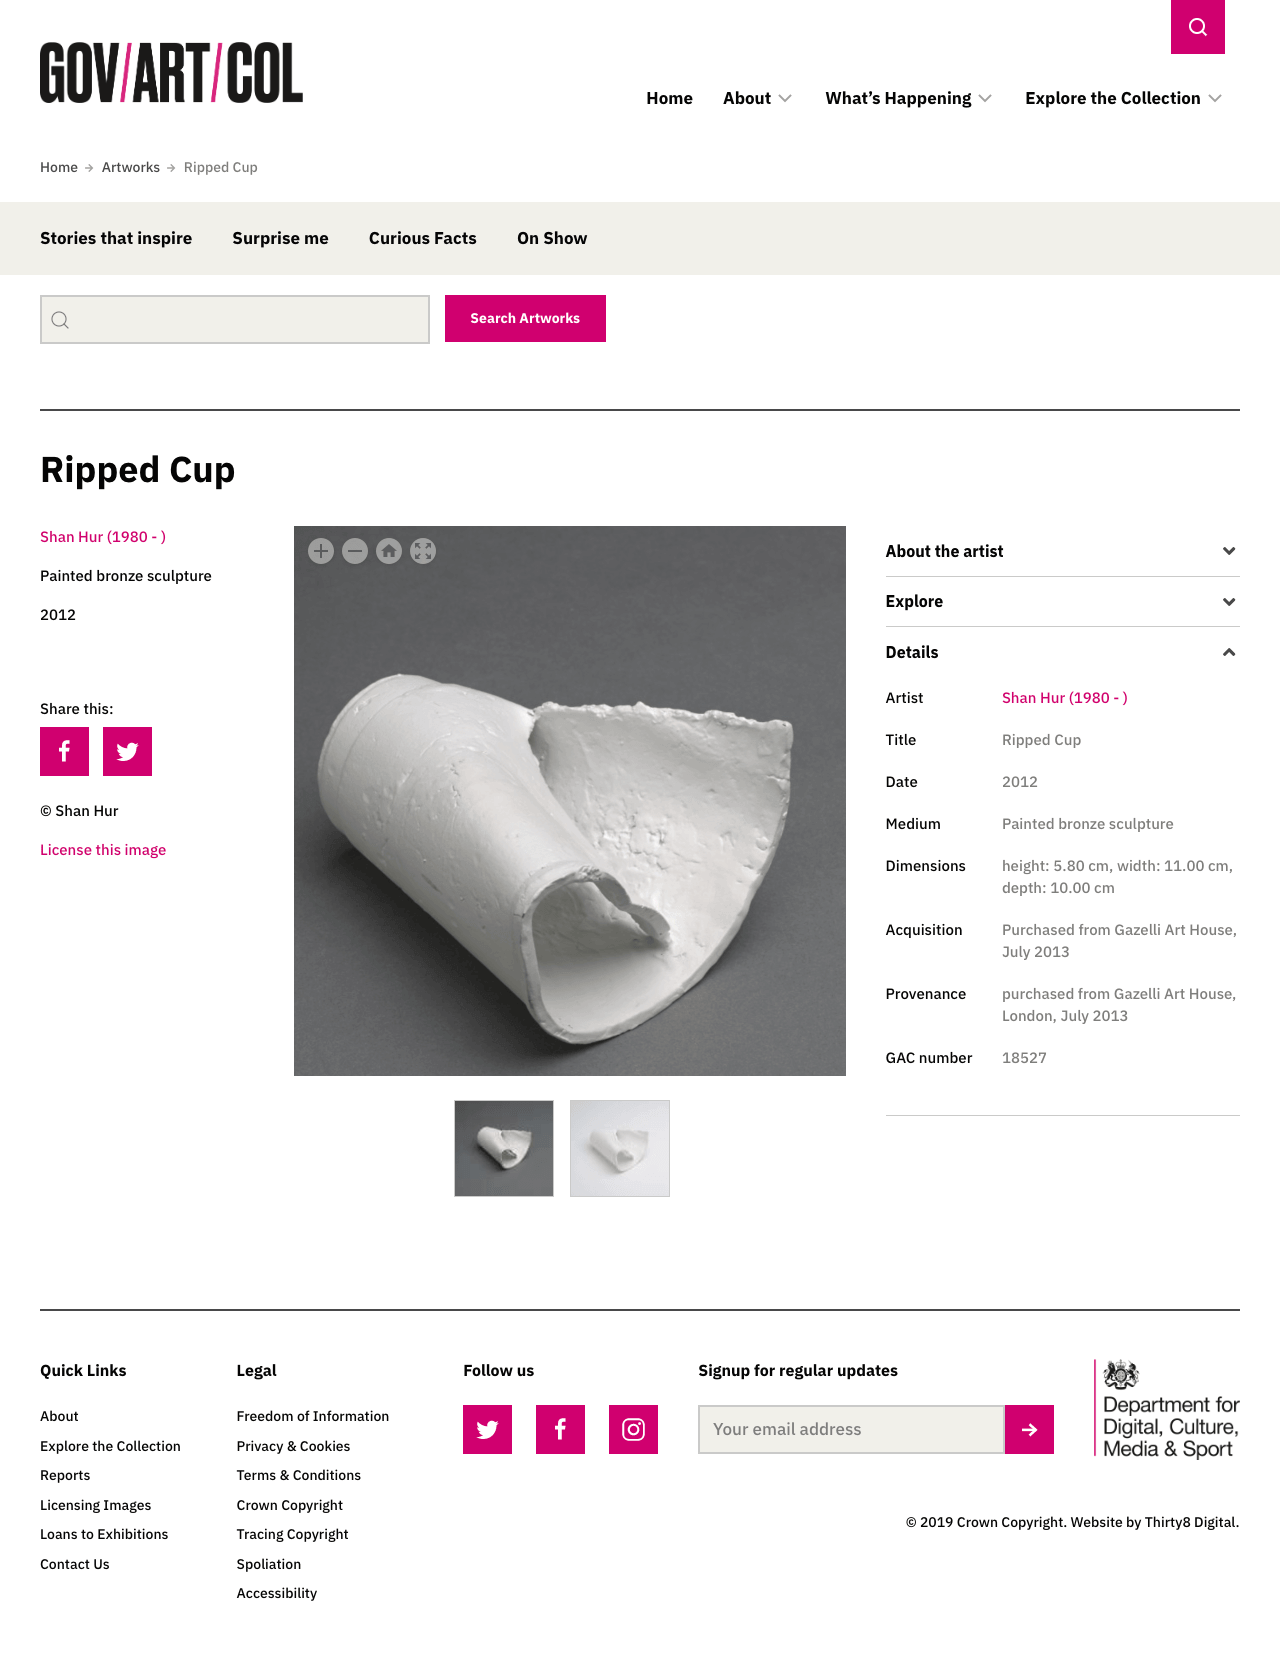 GOV/ART/COL
Home
About
What’s Happening
Explore the Collection
Home
Artworks
Ripped Cup
Stories that inspire
Surprise me
Curious Facts
On Show
Search Artworks
Ripped Cup
Shan Hur (1980 - )
Painted bronze sculpture
2012
Share this:
© Shan Hur
License this image
About the artist
Explore
Details
Artist
Shan Hur (1980 - )
Title
Ripped Cup
Date
2012
Medium
Painted bronze sculpture
Dimensions
height: 5.80 cm, width: 11.00 cm,
depth: 10.00 cm
Acquisition
Purchased from Gazelli Art House,
July 2013
Provenance
purchased from Gazelli Art House,
London, July 2013
GAC number
18527
Quick Links
About
Explore the Collection
Reports
Licensing Images
Loans to Exhibitions
Contact Us
Legal
Freedom of Information
Privacy & Cookies
Terms & Conditions
Crown Copyright
Tracing Copyright
Spoliation
Accessibility
Follow us
Signup for regular updates
Your email address
Department for
Digital, Culture,
Media & Sport
© 2019 Crown Copyright. Website by Thirty8 Digital.